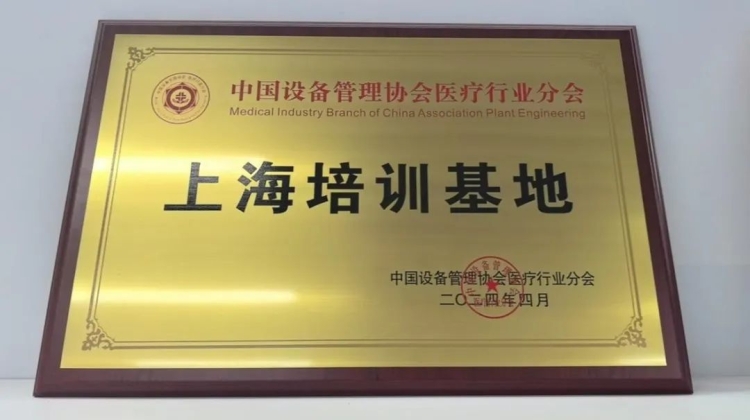 中国设备管理协会医疗行业分会
Medical Industry Branch of China Association Plant Engineering
上海培训基地
中国设备管理协会医疗行业分会
二〇二四年四月